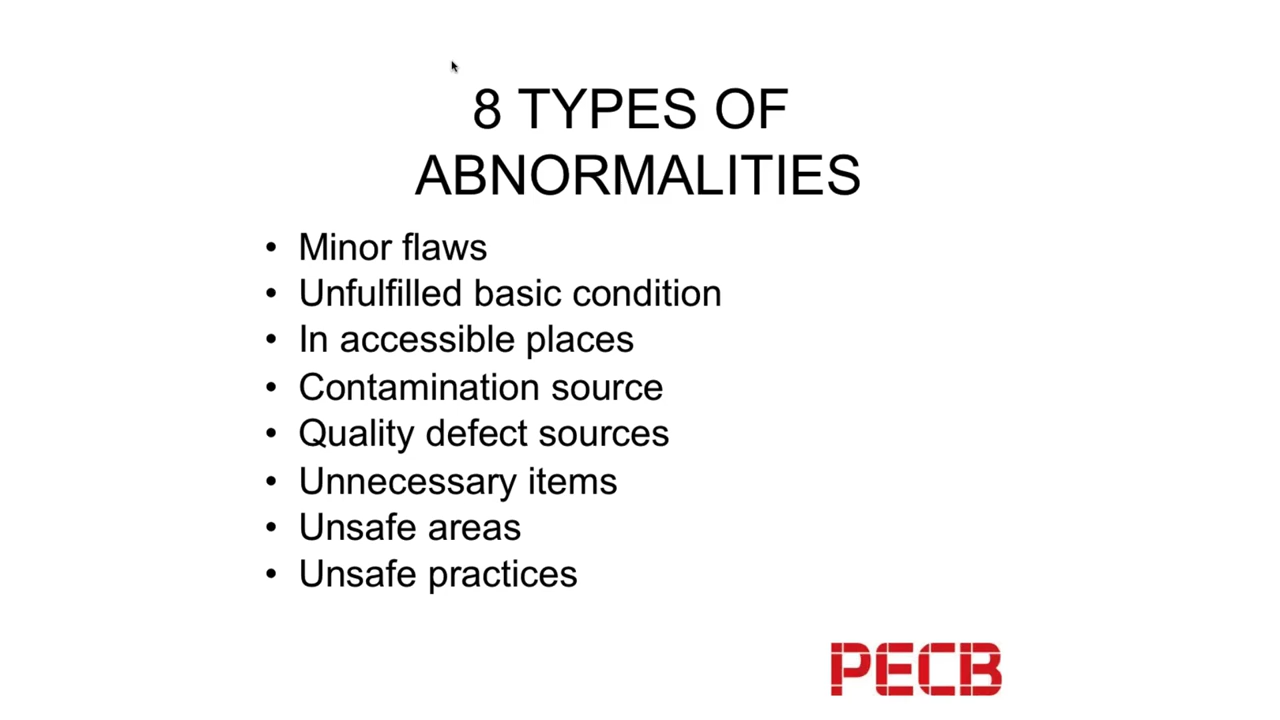 8 TYPES OF
ABNORMALITIES
• Minor flaws
• Unfulfilled basic condition
• In accessible places
• Contamination source
• Quality defect sources
• Unnecessary items
• Unsafe areas
• Unsafe practices
PECB